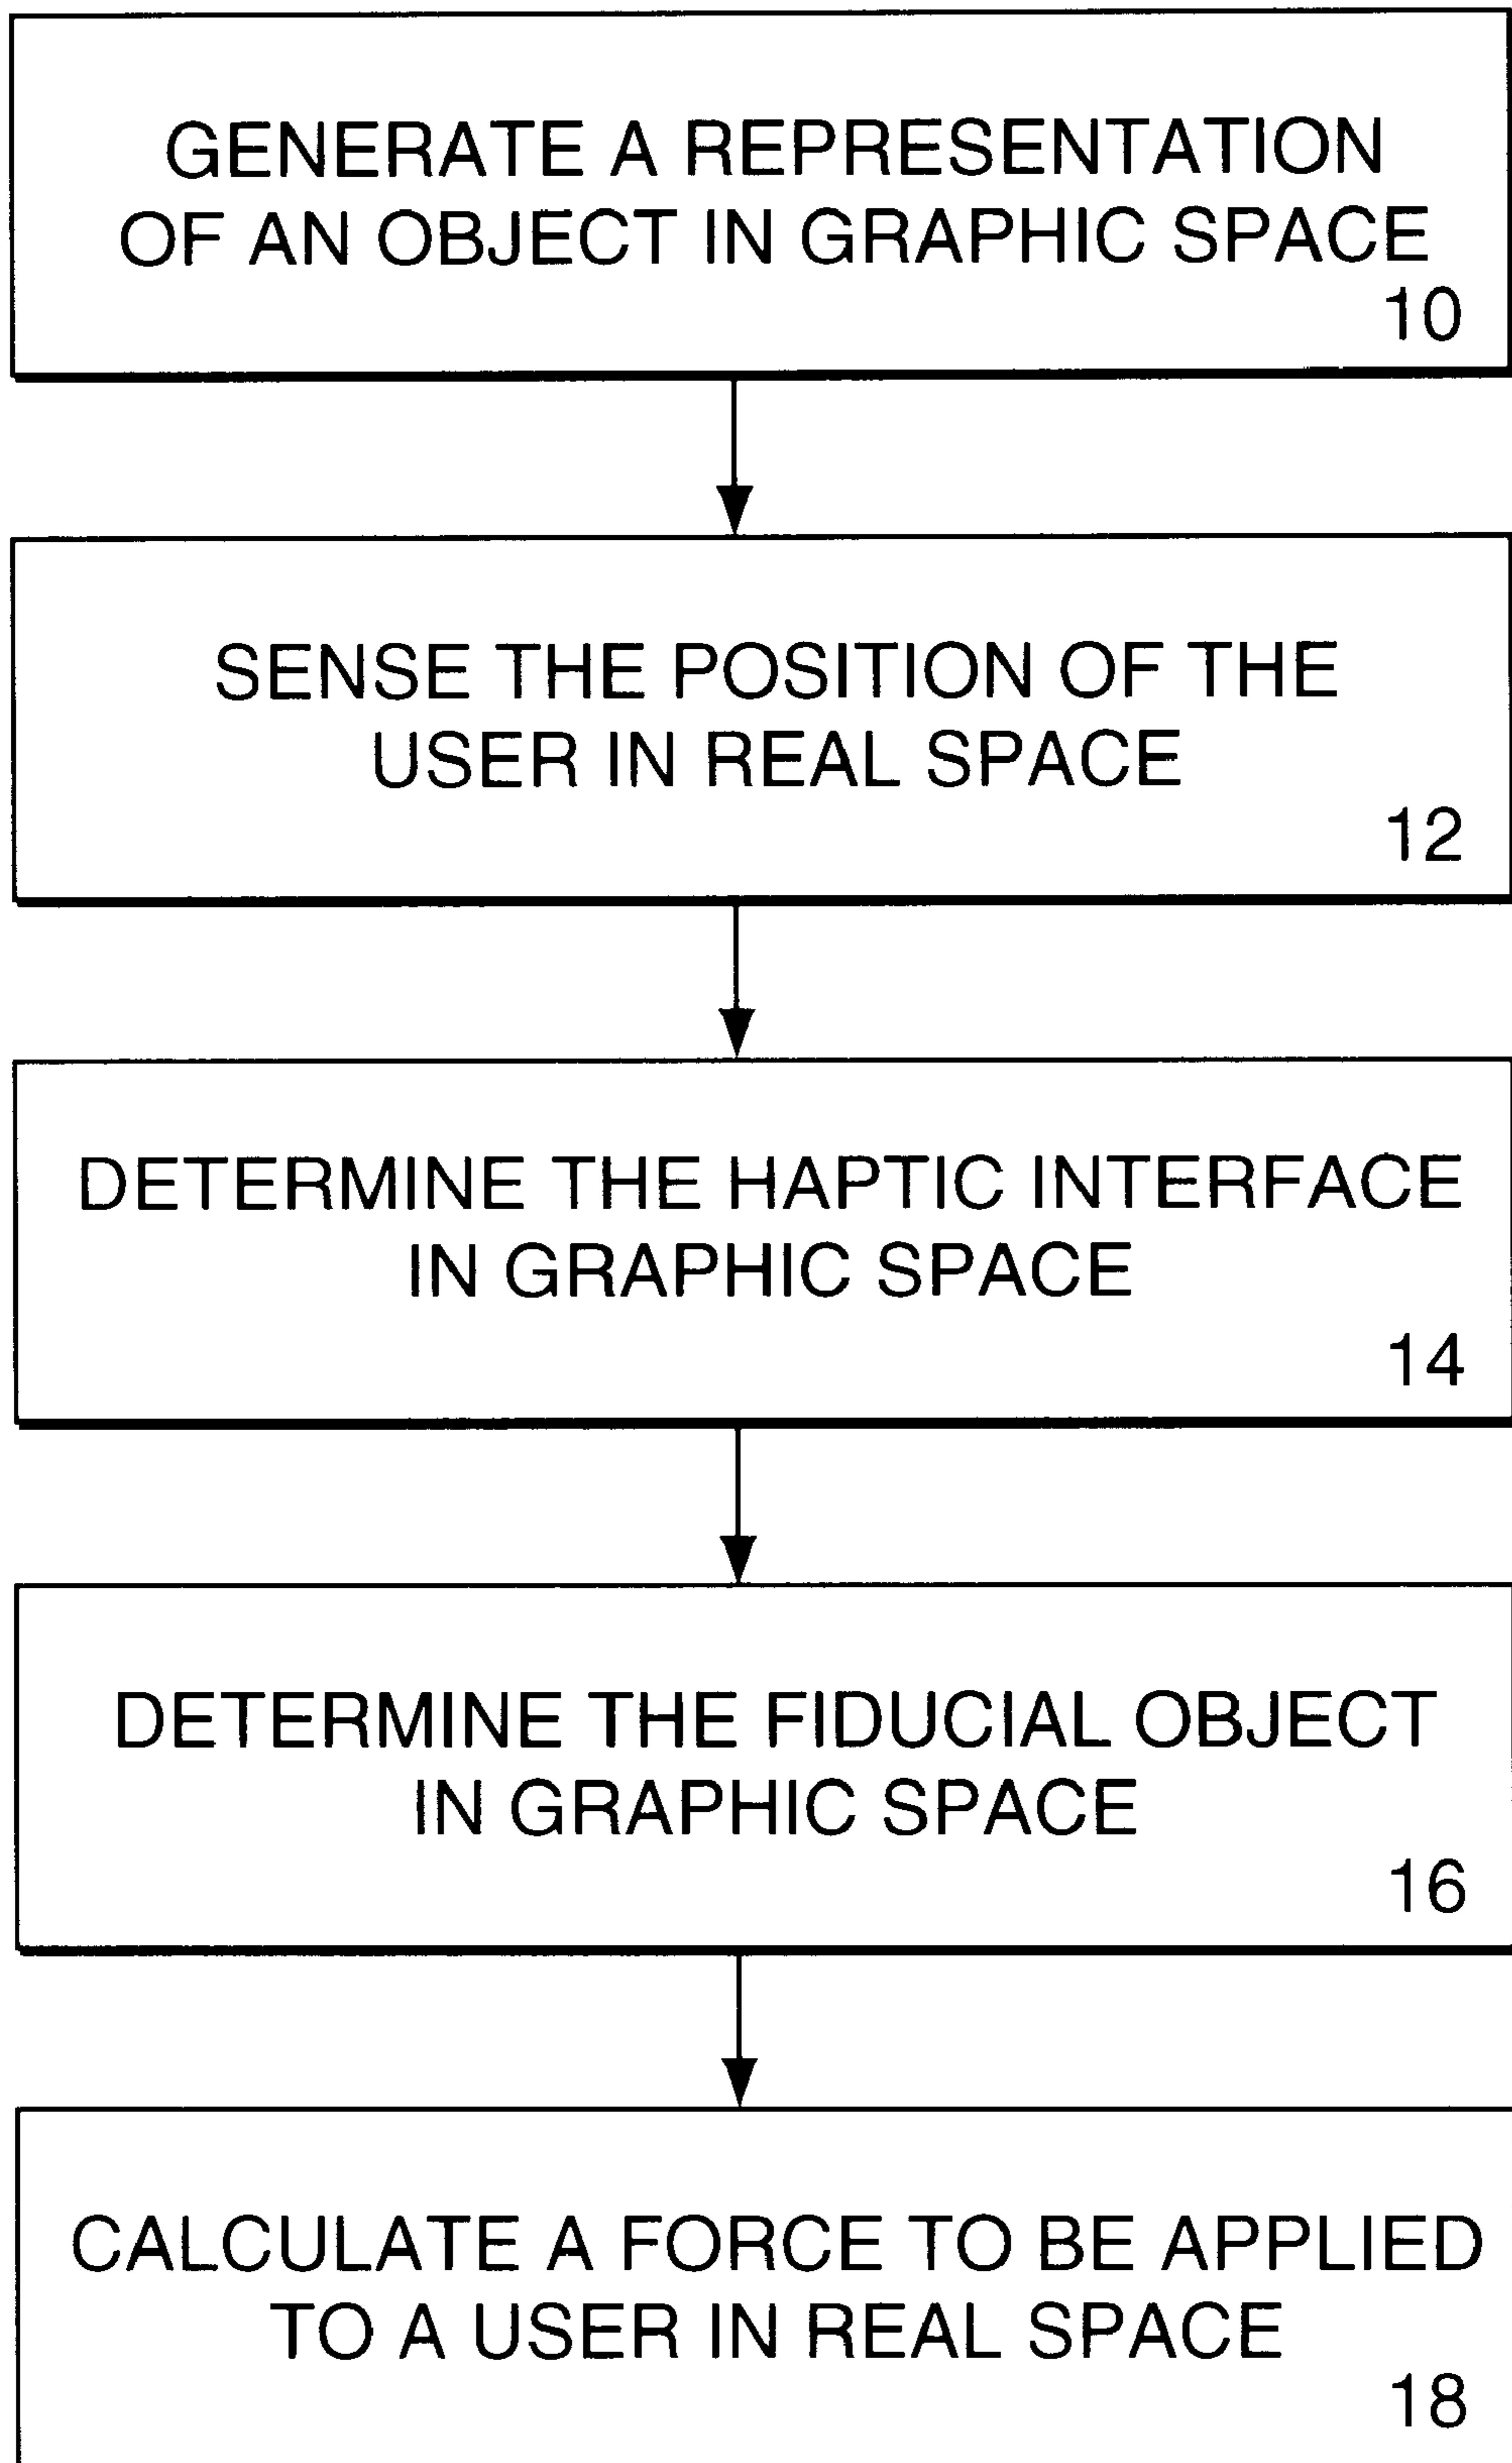 GENERATE A REPRESENTATION
OF AN OBJECT IN GRAPHIC SPACE
10
SENSE THE POSITION OF THE
USER IN REAL SPACE
12
DETERMINE THE HAPTIC INTERFACE
IN GRAPHIC SPACE
14
DETERMINE THE FIDUCIAL OBJECT
IN GRAPHIC SPACE
16
CALCULATE A FORCE TO BE APPLIED
TO A USER IN REAL SPACE
18